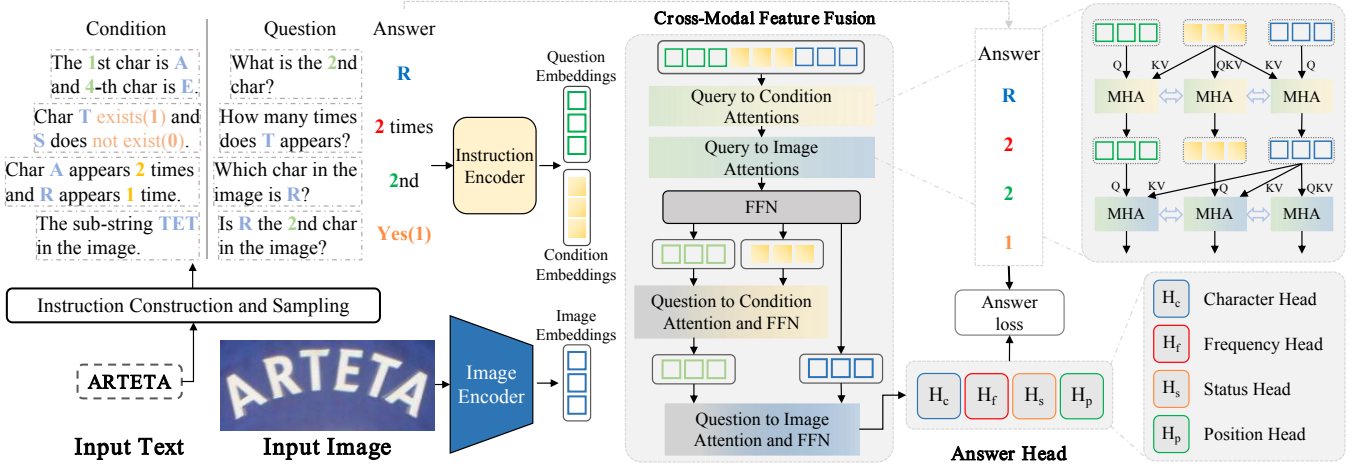 Condition
The 1st char is A
and 4-th char is E.
Char T exists(1) and
S does not exist(0).
Char A appears 2 times
and R appears 1 time.
The sub-string TET
in the image.
Question
What is the 2nd
char?
How many times
does T appears?
Which char in the
image is R?
Is R the 2nd char
in the image?
Answer
R
2 times
2nd
Yes(1)
Instruction Construction and Sampling
ARTETA
Input Text
ARTETA
Input Image
Instruction
Encoder
Image
Encoder
Question
Embeddings
Condition
Embeddings
Image
Embeddings
Cross-Modal Feature Fusion
Query to Condition
Attentions
Query to Image
Attentions
FFN
Question to Condition
Attention and FFN
Question to Image
Attention and FFN
Answer
R
2
2
1
Answer
loss
Hc Hf Hs Hp
Answer Head
Q KV QKV KV Q
MHA MHA MHA
Q KV Q KV QKV
MHA MHA MHA
Hc Character Head
Hf Frequency Head
Hs Status Head
Hp Position Head